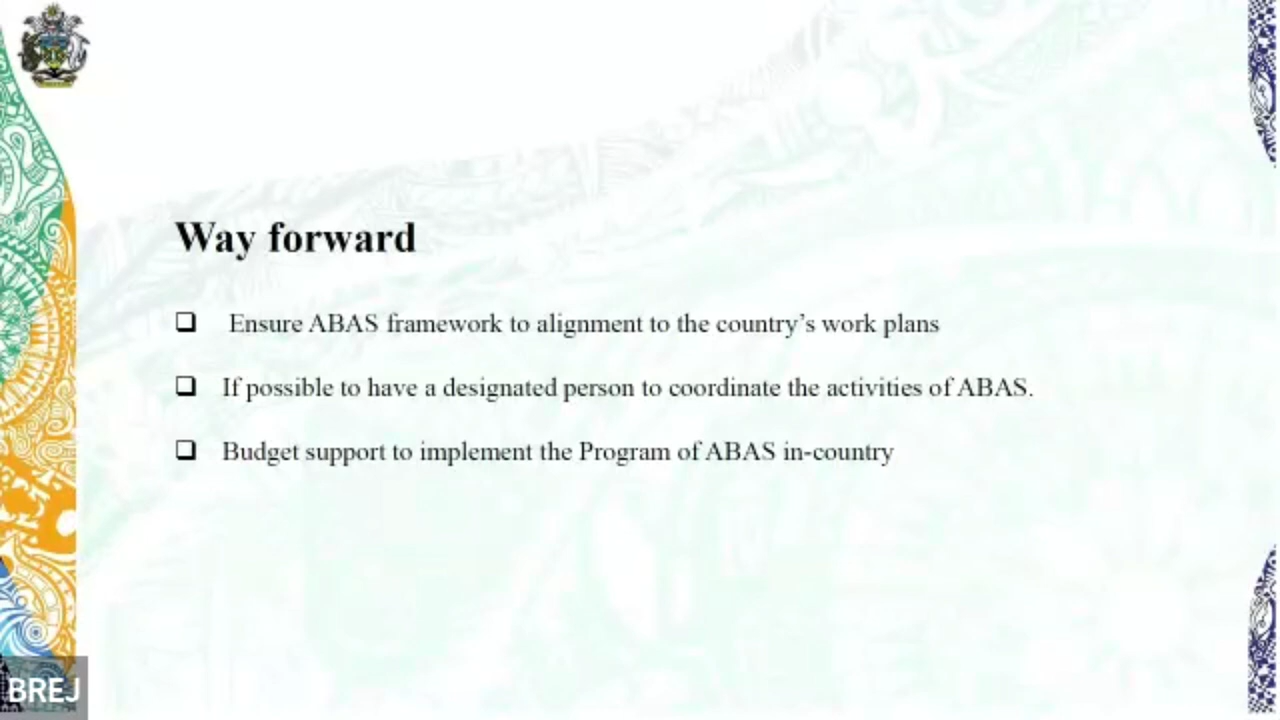 Way forward
Ensure ABAS framework to alignment to the country’s work plans
If possible to have a designated person to coordinate the activities of ABAS.
Budget support to implement the Program of ABAS in-country
BREJ